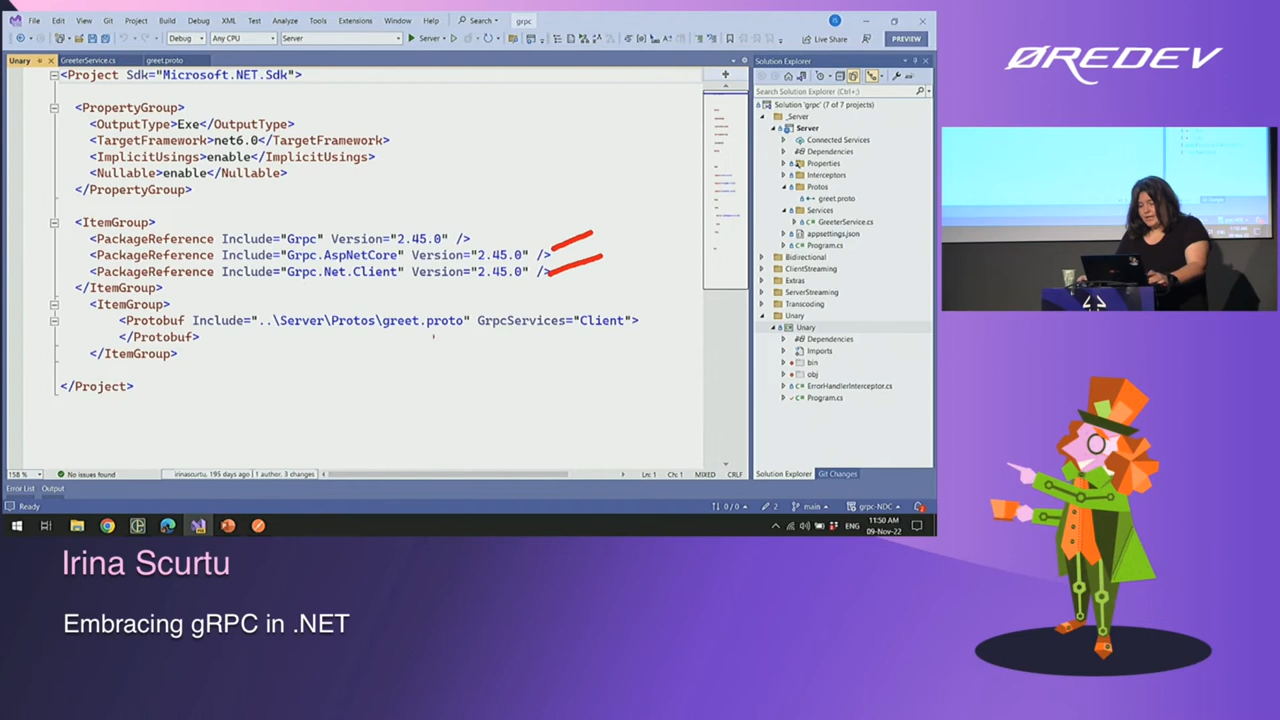 File Edit View Git Project Build Debug XML Test Analyze Tools Extensions Window Help Search grpc IS
Debug Any CPU Server Server Live Share PREVIEW
Unary GreeterService.cs greet.proto
<Project Sdk="Microsoft.NET.Sdk">
<PropertyGroup>
<OutputType>Exe</OutputType>
<TargetFramework>net6.0</TargetFramework>
<ImplicitUsings>enable</ImplicitUsings>
<Nullable>enable</Nullable>
</PropertyGroup>
<ItemGroup>
<PackageReference Include="Grpc" Version="2.45.0" />
<PackageReference Include="Grpc.AspNetCore" Version="2.45.0" />
<PackageReference Include="Grpc.Net.Client" Version="2.45.0" />
</ItemGroup>
<ItemGroup>
<Protobuf Include="..\Server\Protos\greet.proto" GrpcServices="Client">
</Protobuf>
</ItemGroup>
</Project>
158 % No issues found irinascurtu, 195 days ago 1 author, 3 changes Ln: 1 Ch: 1 MIXED CRLF
Error List Output
Ready 0 / 0 2 main grpc-NDC
Solution Explorer
Search Solution Explorer (Ctrl+;)
Solution 'grpc' (7 of 7 projects)
_Server
Server
Connected Services
Dependencies
Properties
Interceptors
Protos
greet.proto
Services
GreeterService.cs
appsettings.json
Program.cs
Bidirectional
ClientStreaming
Extras
ServerStreaming
Transcoding
Unary
Unary
Dependencies
Imports
bin
obj
ErrorHandlerInterceptor.cs
Program.cs
Solution Explorer Git Changes
ENG 11:50 AM
09-Nov-22
ØREDEV
Irina Scurtu
Embracing gRPC in .NET